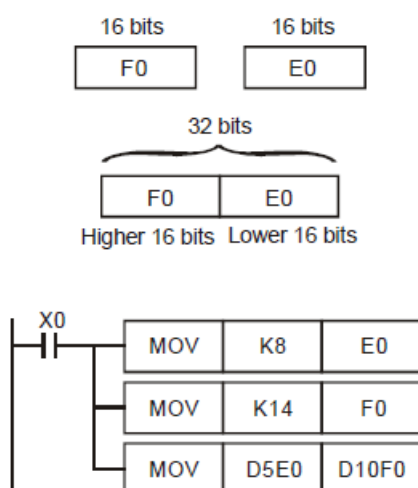 16 bits 16 bits
F0 E0
32 bits
F0 E0
Higher 16 bits Lower 16 bits
X0
MOV K8 E0
MOV K14 F0
MOV D5E0 D10F0